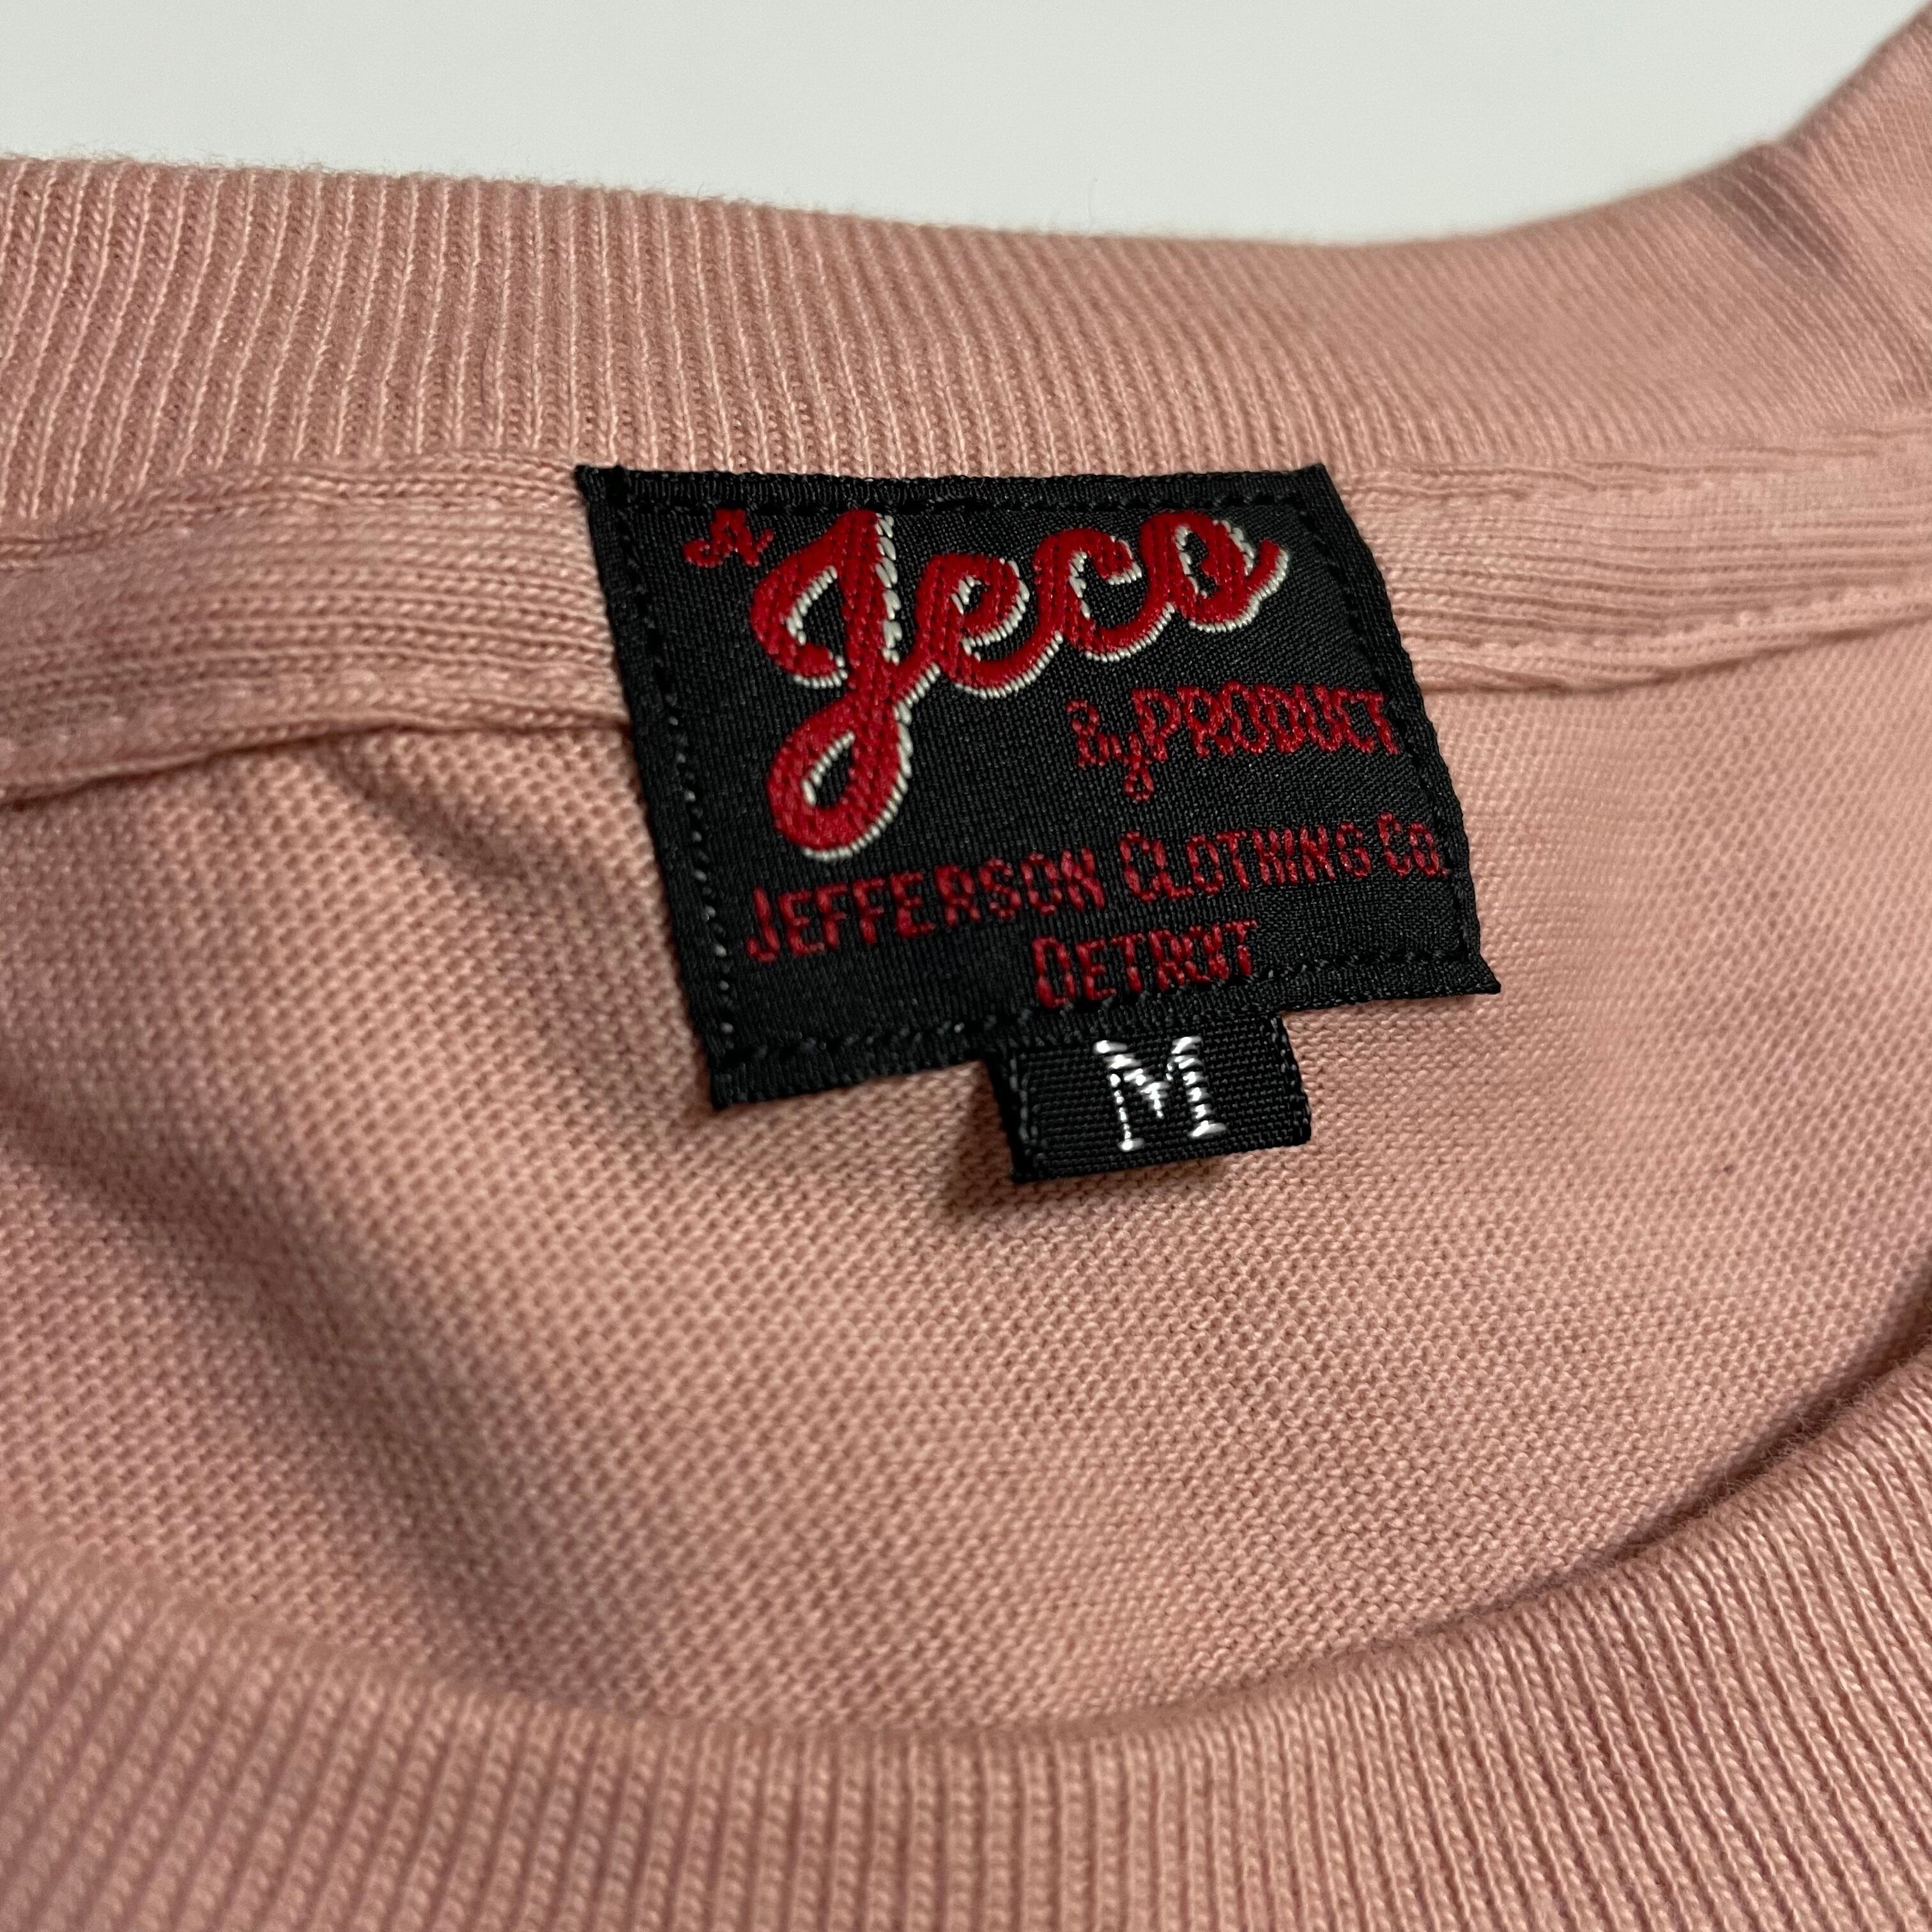 A Jeco
By PRODUCT
JEFFERSON CLOTHING CO.
DETROIT
M